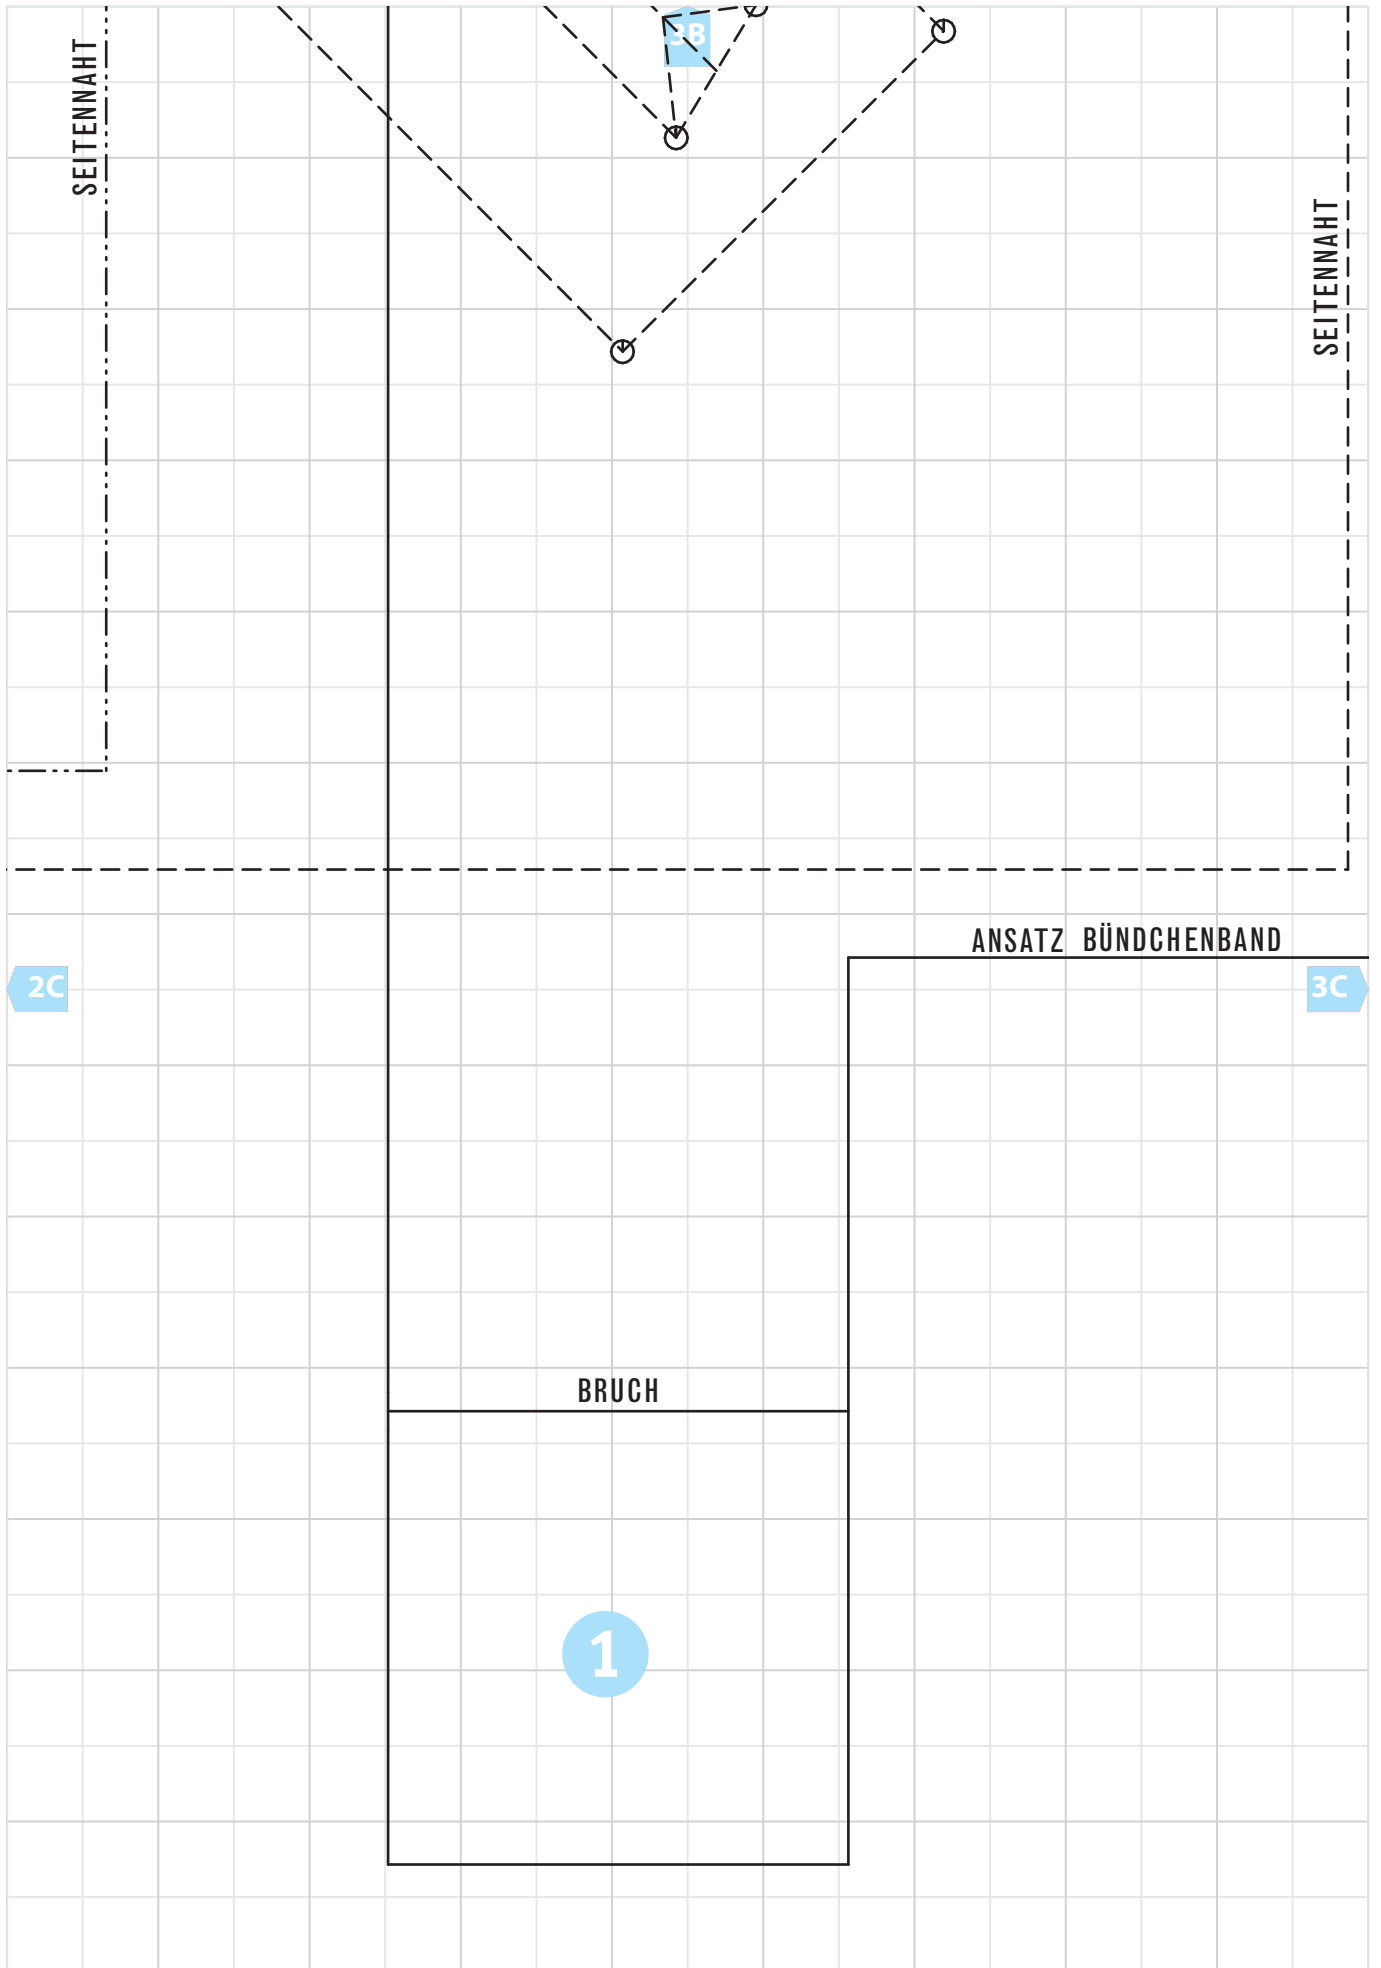 3B
SEITENNAHT
SEITENNAHT
ANSATZ BÜNDCHENBAND
2C
3C
BRUCH
1